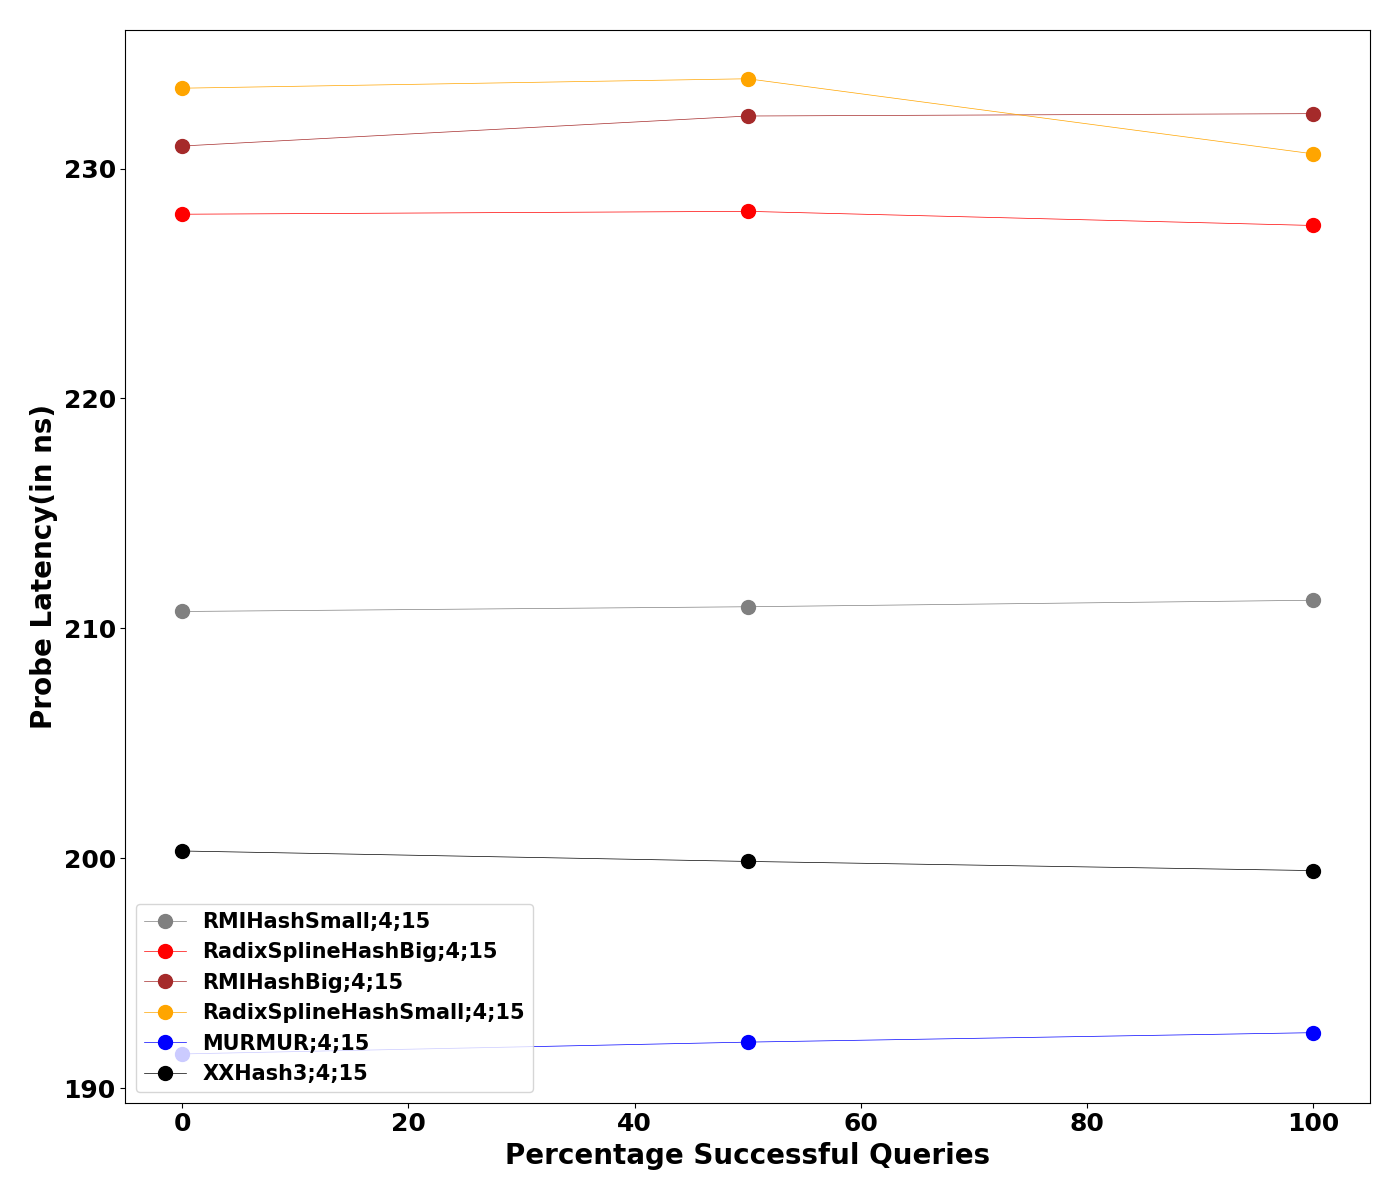 230
220
210
200
190
Probe Latency(in ns)
RMIHashSmall;4;15
RadixSplineHashBig;4;15
RMIHashBig;4;15
RadixSplineHashSmall;4;15
MURMUR;4;15
XXHash3;4;15
0 20 40 60 80 100
Percentage Successful Queries